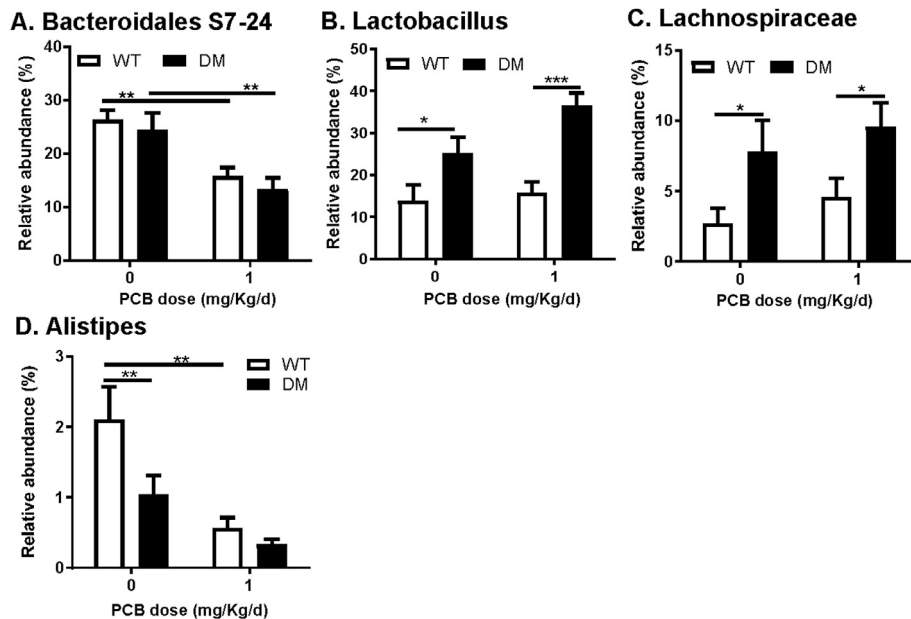 A. Bacteroidales S7-24
WT DM
Relative abundance (%)
40
30
20
10
0
** **
0 1
PCB dose (mg/Kg/d)
B. Lactobacillus
WT DM
Relative abundance (%)
50
40
30
20
10
0
* ***
0 1
PCB dose (mg/Kg/d)
C. Lachnospiraceae
WT DM
Relative abundance (%)
15
10
5
0
* *
0 1
PCB dose (mg/Kg/d)
D. Alistipes
WT
DM
Relative abundance (%)
3
2
1
0
** **
0 1
PCB dose (mg/Kg/d)